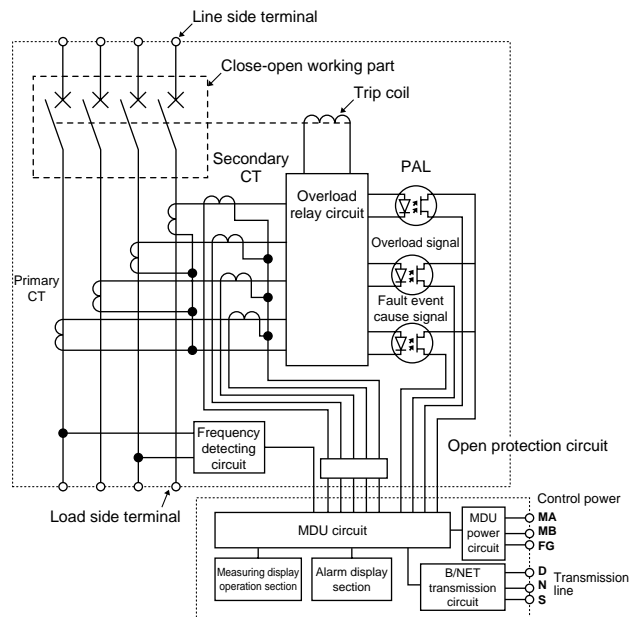 Line side terminal
Close-open working part
Trip coil
Secondary
CT
PAL
Overload
relay circuit
Overload signal
Fault event
cause signal
Primary
CT
Frequency
detecting
circuit
Open protection circuit
Load side terminal
Control power
MDU circuit
MDU
power
circuit
MA
MB
FG
Measuring display
operation section
Alarm display
section
B/NET
transmission
circuit
D
N
S
Transmission
line